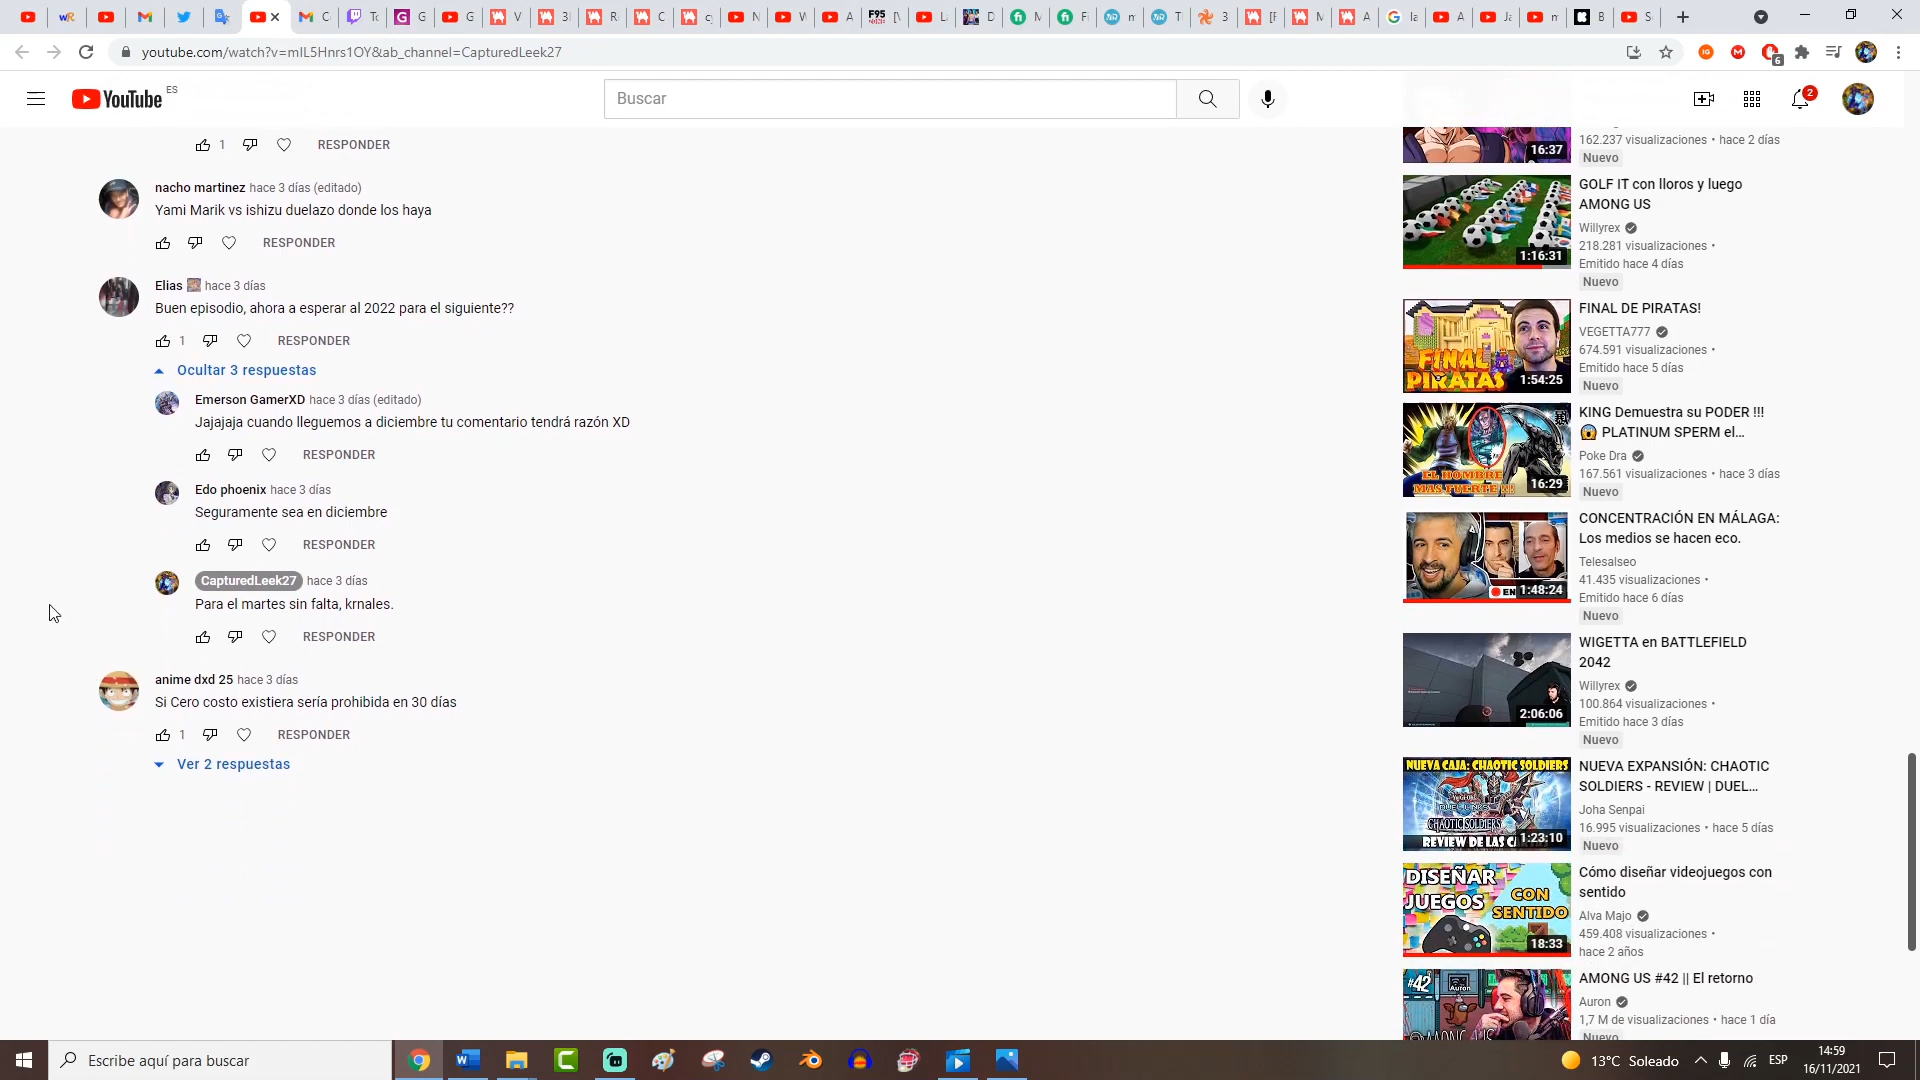 youtube.com/watch?v=mIL5Hnrs1OY&ab_channel=CapturedLeek27
6
YouTube ES
Buscar
2
1 RESPONDER
nacho martinez hace 3 días (editado)
Yami Marik vs ishizu duelazo donde los haya
RESPONDER
Elias hace 3 días
Buen episodio, ahora a esperar al 2022 para el siguiente??
1 RESPONDER
Ocultar 3 respuestas
Emerson GamerXD hace 3 días (editado)
Jajajaja cuando lleguemos a diciembre tu comentario tendrá razón XD
RESPONDER
Edo phoenix hace 3 días
Seguramente sea en diciembre
RESPONDER
CapturedLeek27 hace 3 días
Para el martes sin falta, krnales.
RESPONDER
anime dxd 25 hace 3 días
Si Cero costo existiera sería prohibida en 30 días
1 RESPONDER
Ver 2 respuestas
16:37
162.237 visualizaciones • hace 2 días
Nuevo
1:16:31
GOLF IT con lloros y luego
AMONG US
Willyrex
218.281 visualizaciones •
Emitido hace 4 días
Nuevo
FINAL
PIRATAS
1:54:25
FINAL DE PIRATAS!
VEGETTA777
674.591 visualizaciones •
Emitido hace 5 días
Nuevo
EL HOMBRE
MAS FUERTE !!!
16:29
KING Demuestra su PODER !!!
PLATINUM SPERM el...
Poke Dra
167.561 visualizaciones • hace 3 días
Nuevo
EN
1:48:24
CONCENTRACIÓN EN MÁLAGA:
Los medios se hacen eco.
Telesalseo
41.435 visualizaciones •
Emitido hace 6 días
Nuevo
2:06:06
WIGETTA en BATTLEFIELD
2042
Willyrex
100.864 visualizaciones •
Emitido hace 3 días
Nuevo
NUEVA CAJA: CHAOTIC SOLDIERS
CHAOTIC SOLDIERS
REVIEW DE LAS
1:23:10
NUEVA EXPANSIÓN: CHAOTIC
SOLDIERS - REVIEW | DUEL...
Joha Senpai
16.995 visualizaciones • hace 5 días
Nuevo
DISEÑAR
JUEGOS
CON
SENTIDO
18:33
Cómo diseñar videojuegos con
sentido
Alva Majo
459.408 visualizaciones •
hace 2 años
#42
Auron
AMONG US #42 || El retorno
Auron
1,7 M de visualizaciones • hace 1 día
Nuevo
Escribe aquí para buscar
13°C Soleado
ESP
14:59
16/11/2021